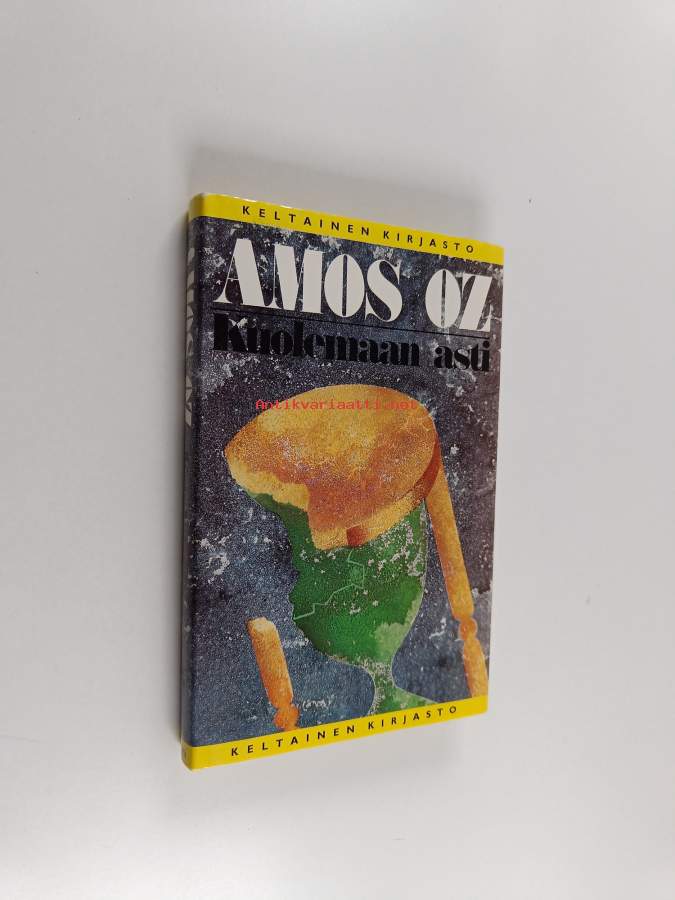 KELTAINEN KIRJASTO
AMOS OZ
Kuolemaan asti
Antikvariaatti.net
KELTAINEN KIRJASTO